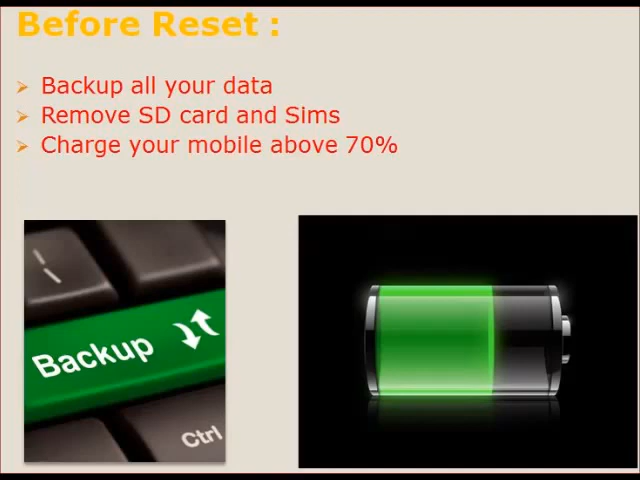 Before Reset :
Backup all your data
Remove SD card and Sims
Charge your mobile above 70%
Backup
Ctrl